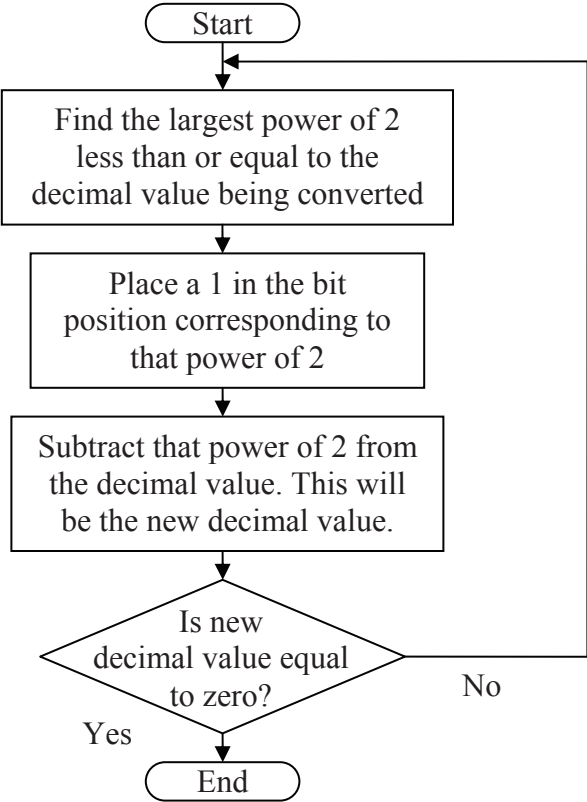 Start
Find the largest power of 2
less than or equal to the
decimal value being converted
Place a 1 in the bit
position corresponding to
that power of 2
Subtract that power of 2 from
the decimal value. This will
be the new decimal value.
Is new
decimal value equal
to zero?
No
Yes
End